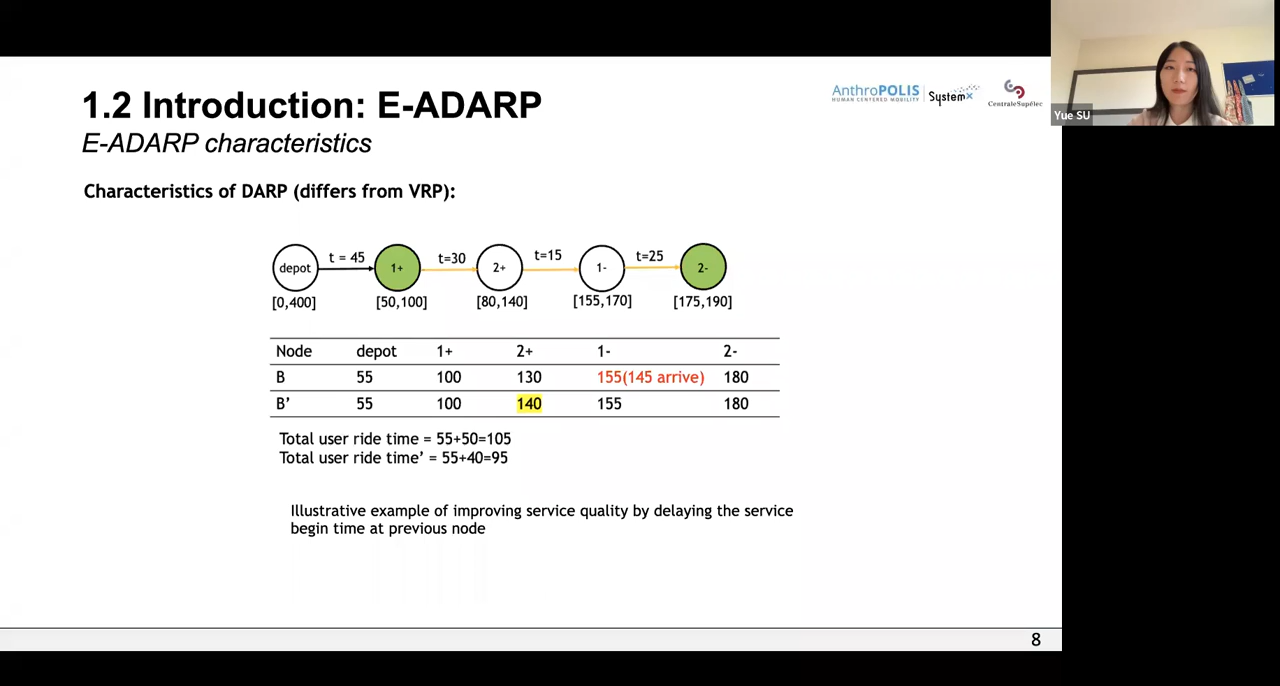 1.2 Introduction: E-ADARP
E-ADARP characteristics
AnthroPOLIS
HUMAN CENTERED MOBILITY
SystemX
CentraleSupélec
Yue SU
Characteristics of DARP (differs from VRP):
depot t = 45 1+ t=30 2+ t=15 1- t=25 2-
[0,400] [50,100] [80,140] [155,170] [175,190]
Node depot 1+ 2+ 1- 2-
B 55 100 130 155(145 arrive) 180
B’ 55 100 140 155 180
Total user ride time = 55+50=105
Total user ride time’ = 55+40=95
Illustrative example of improving service quality by delaying the service
begin time at previous node
8